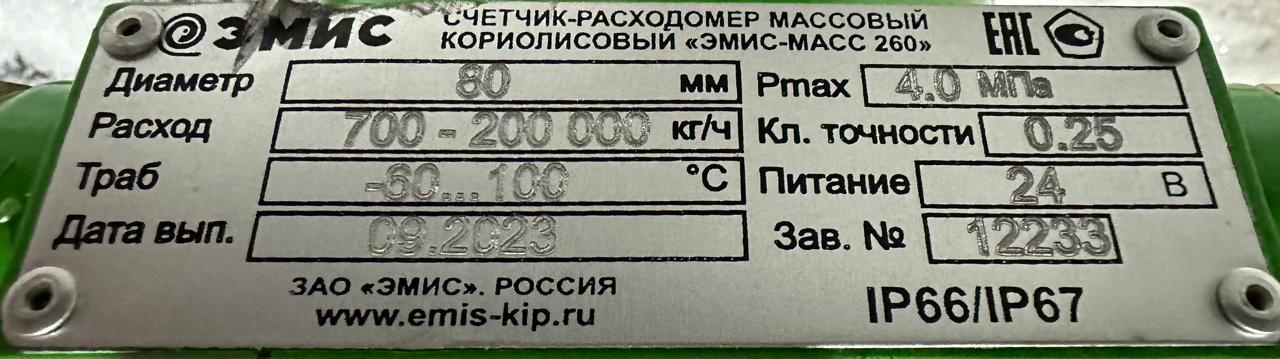 ЭМИС
СЧЕТЧИК-РАСХОДОМЕР МАССОВЫЙ
КОРИОЛИСОВЫЙ «ЭМИС-МАСС 260»
ЕАС
Диаметр 80 мм Pmax 4.0 МПа
Расход 700 - 200 000 кг/ч Кл. точности 0.25
Траб -60...100 °C Питание 24 В
Дата вып. 09.2023 Зав. № 12233
ЗАО «ЭМИС». РОССИЯ
www.emis-kip.ru
IP66/IP67